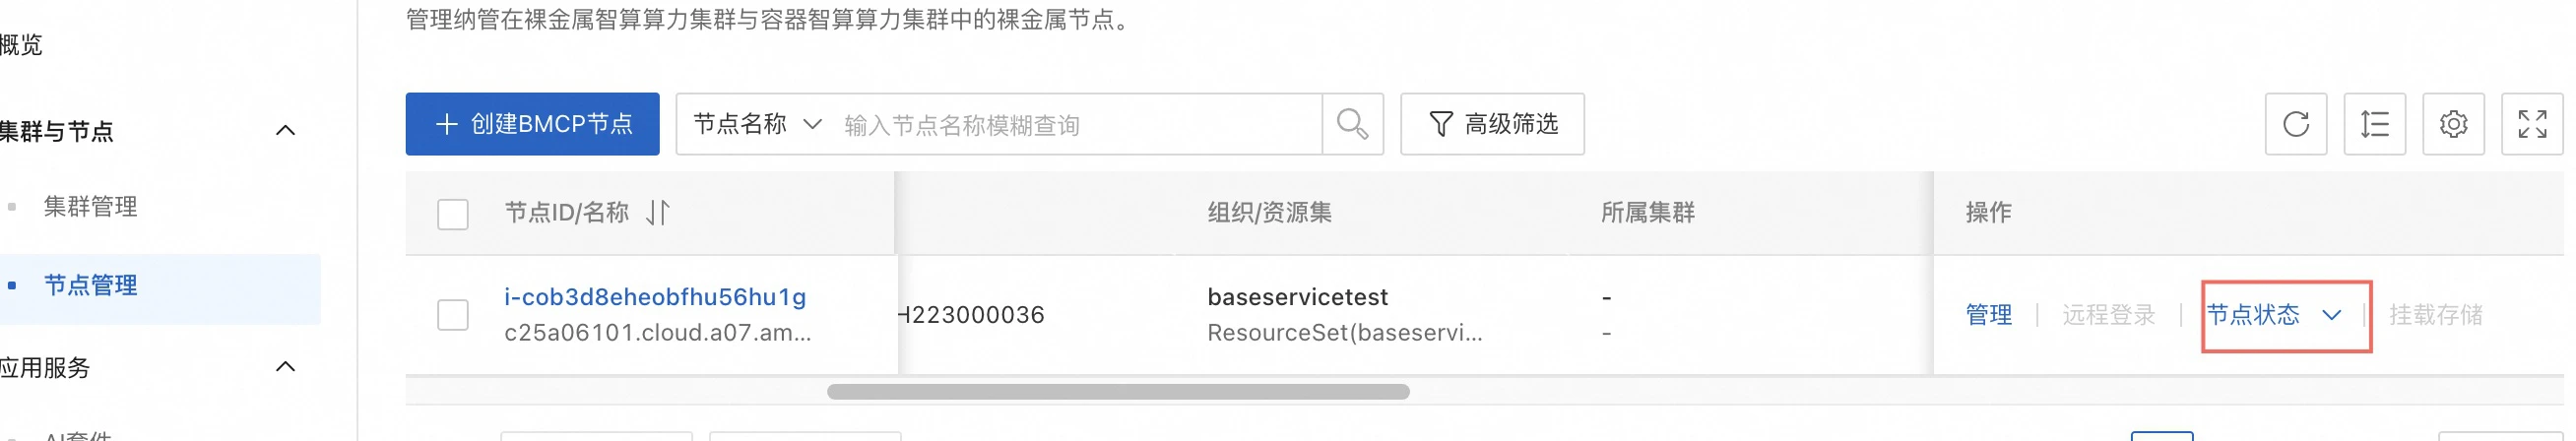 管理纳管在裸金属智算算力集群与容器智算算力集群中的裸金属节点。
概览
集群与节点
集群管理
节点管理
应用服务
AI套件
创建BMCP节点
节点名称
输入节点名称模糊查询
高级筛选
节点ID/名称
组织/资源集
所属集群
操作
i-cob3d8eheobfhu56hu1g
c25a06101.cloud.a07.am...
H223000036
baseservicetest
ResourceSet(baseservi...
-
-
管理 | 远程登录 | 节点状态 | 挂载存储